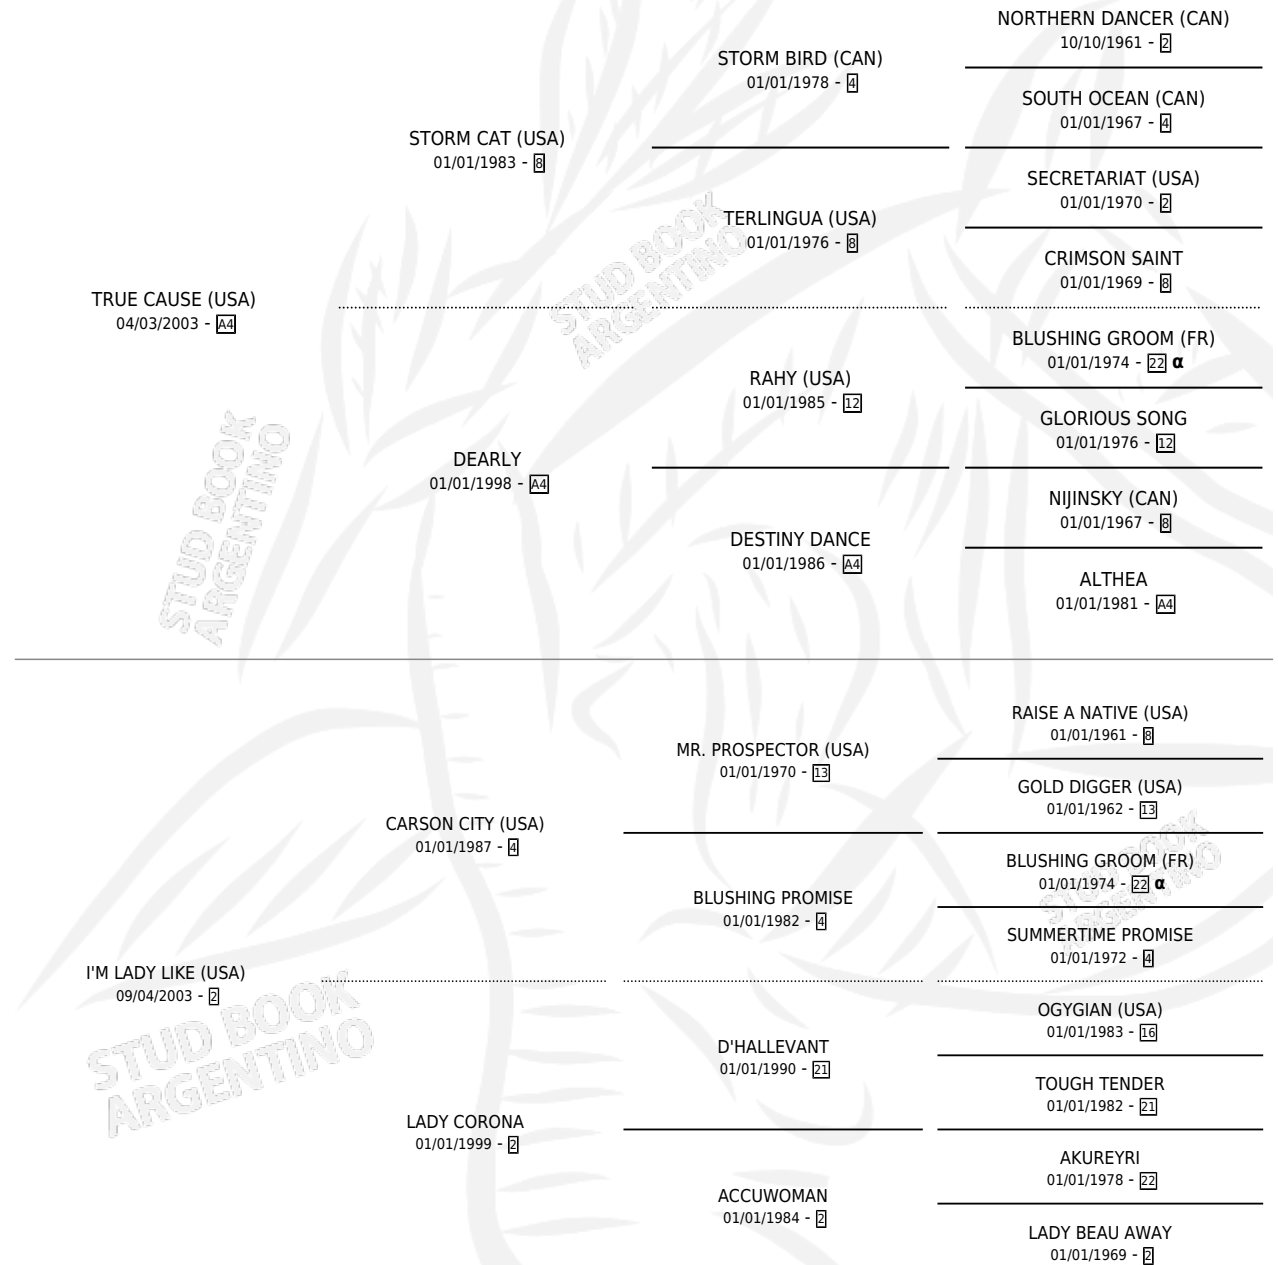 NORTHERN DANCER (CAN)
10/10/1961 - 2
STORM BIRD (CAN)
01/01/1978 - 4
SOUTH OCEAN (CAN)
01/01/1967 - 4
STORM CAT (USA)
01/01/1983 - 8
SECRETARIAT (USA)
01/01/1970 - 2
TERLINGUA (USA)
01/01/1976 - 8
CRIMSON SAINT
01/01/1969 - 8
TRUE CAUSE (USA)
04/03/2003 - A4
BLUSHING GROOM (FR)
01/01/1974 - 22 α
RAHY (USA)
01/01/1985 - 12
GLORIOUS SONG
01/01/1976 - 12
DEARLY
01/01/1998 - A4
NIJINSKY (CAN)
01/01/1967 - 8
DESTINY DANCE
01/01/1986 - A4
ALTHEA
01/01/1981 - A4
RAISE A NATIVE (USA)
01/01/1961 - 8
MR. PROSPECTOR (USA)
01/01/1970 - 13
GOLD DIGGER (USA)
01/01/1962 - 13
CARSON CITY (USA)
01/01/1987 - 4
BLUSHING GROOM (FR)
01/01/1974 - 22 α
BLUSHING PROMISE
01/01/1982 - 4
SUMMERTIME PROMISE
01/01/1972 - 4
I'M LADY LIKE (USA)
09/04/2003 - 2
OGYGIAN (USA)
01/01/1983 - 16
D'HALLEVANT
01/01/1990 - 21
TOUGH TENDER
01/01/1982 - 21
LADY CORONA
01/01/1999 - 2
AKUREYRI
01/01/1978 - 22
ACCUWOMAN
01/01/1984 - 2
LADY BEAU AWAY
01/01/1969 - 2
STUD BOOK
ARGENTINO
STUD BOOK
ARGENTINO
STUD BOOK
ARGENTINO
STUD BOOK
ARGENTINO